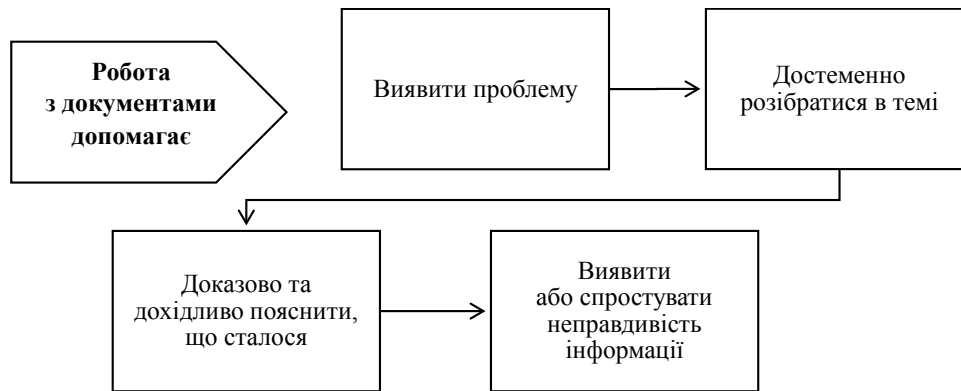 Робота
з документами
допомагає
Виявити проблему
Достеменно
розібратися в темі
Доказово та
дохідливо пояснити,
що сталося
Виявити
або спростувати
неправдивість
інформації